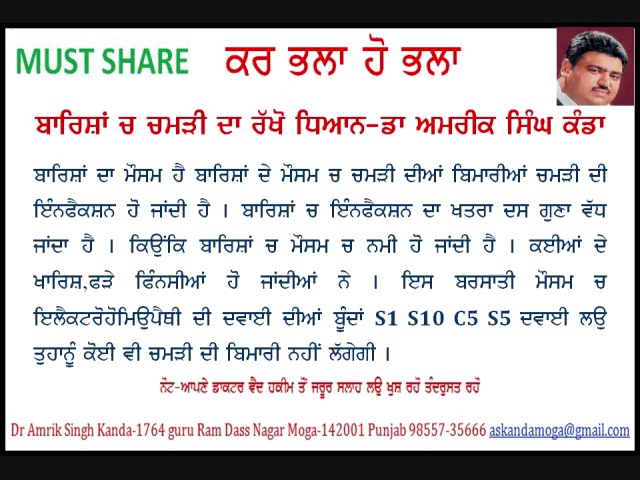 MUST SHARE ਕਰ ਭਲਾ ਹੋ ਭਲਾ
ਬਾਰਿਸ਼ਾਂ ਚ ਚਮੜੀ ਦਾ ਰੱਖੋ ਧਿਆਨ-ਡਾ ਅਮਰੀਕ ਸਿੰਘ ਕੰਡਾ
ਬਾਰਿਸ਼ਾਂ ਦਾ ਮੌਸਮ ਹੈ ਬਾਰਿਸ਼ਾਂ ਦੇ ਮੌਸਮ ਚ ਚਮੜੀ ਦੀਆਂ ਬਿਮਾਰੀਆਂ ਚਮੜੀ ਦੀ
ਇੰਨਫੈਕਸ਼ਨ ਹੋ ਜਾਂਦੀ ਹੈ । ਬਾਰਿਸ਼ਾਂ ਚ ਇੰਨਫੈਕਸ਼ਨ ਦਾ ਖਤਰਾ ਦਸ ਗੁਣਾ ਵੱਧ
ਜਾਂਦਾ ਹੈ । ਕਿਉਂਕਿ ਬਾਰਿਸ਼ਾਂ ਚ ਮੌਸਮ ਚ ਨਮੀ ਹੋ ਜਾਂਦੀ ਹੈ । ਕਈਆਂ ਦੇ
ਖਾਰਿਸ਼,ਫੜੇ ਫਿੰਨਸੀਆਂ ਹੋ ਜਾਂਦੀਆਂ ਨੇ । ਇਸ ਬਰਸਾਤੀ ਮੌਸਮ ਚ
ਇਲੈਕਟਰੋਹੋਮਿਉਪੈਥੀ ਦੀ ਦਵਾਈ ਦੀਆਂ ਬੂੰਦਾਂ S1 S10 C5 S5 ਦਵਾਈ ਲਉ
ਤੁਹਾਨੂੰ ਕੋਈ ਵੀ ਚਮੜੀ ਦੀ ਬਿਮਾਰੀ ਨਹੀਂ ਲੱਗੇਗੀ ।
ਨੋਟ-ਆਪਣੇ ਡਾਕਟਰ ਵੈਦ ਹਕੀਮ ਤੋਂ ਜਰੂਰ ਸਲਾਹ ਲਉ ਖੁਸ਼ ਰਹੋ ਤੰਦਰੁਸਤ ਰਹੋ
Dr Amrik Singh Kanda-1764 guru Ram Dass Nagar Moga-142001 Punjab 98557-35666 askandamoga@gmail.com